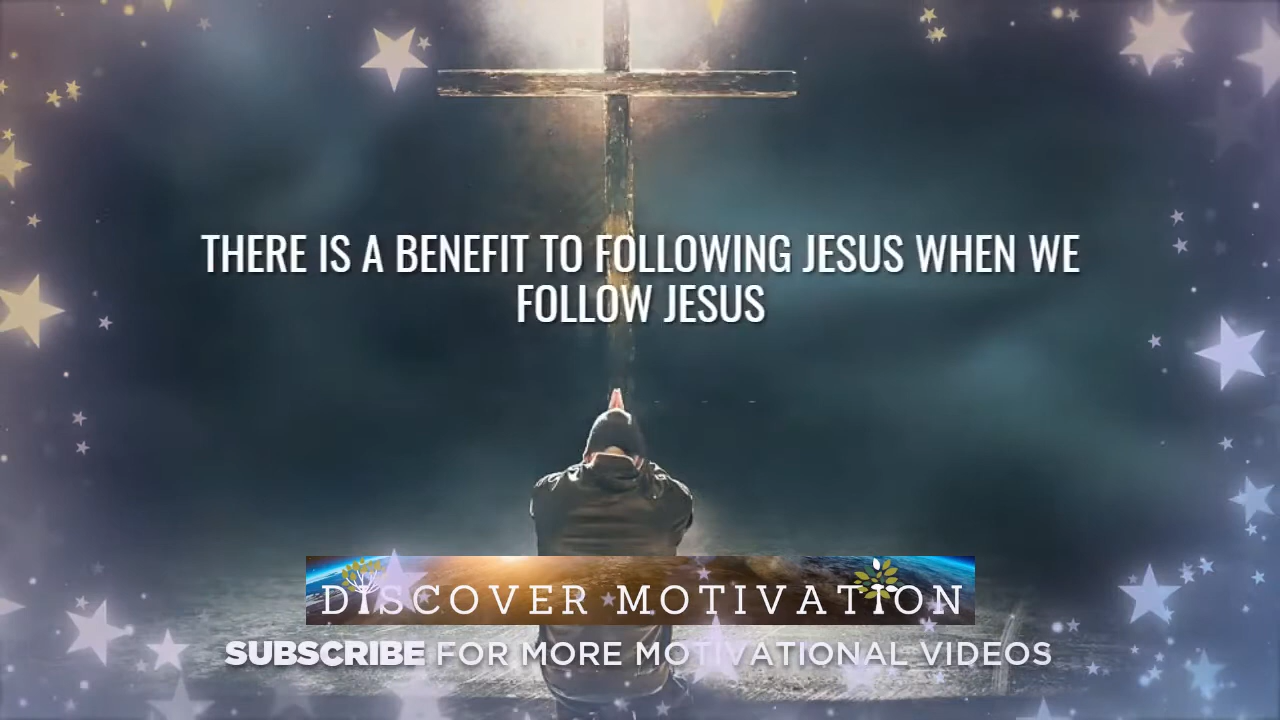 THERE IS A BENEFIT TO FOLLOWING JESUS WHEN WE
FOLLOW JESUS
DISCOVER MOTIVATION
SUBSCRIBE FOR MORE MOTIVATIONAL VIDEOS